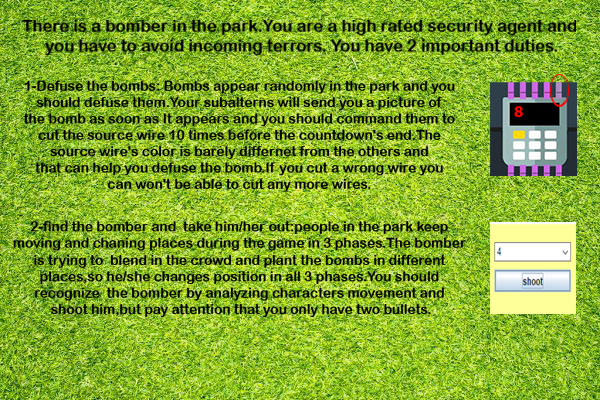 There is a bomber in the park.You are a high rated security agent and
you have to avoid incoming terrors. You have 2 important duties.
1-Defuse the bombs: Bombs appear randomly in the park and you
should defuse them.Your subalterns will send you a picture of
the bomb as soon as It appears and you should command them to
cut the source wire 10 times before the countdown's end.The
source wire's color is barely differnet from the others and
that can help you defuse the bomb.If you cut a wrong wire you
can won't be able to cut any more wires.
8
2-find the bomber and take him/her out:people in the park keep
moving and chaning places during the game in 3 phases.The bomber
is trying to blend in the crowd and plant the bombs in different
places,so he/she changes position in all 3 phases.You should
recognize the bomber by analyzing characters movement and
shoot him,but pay attention that you only have two bullets.
4
shoot